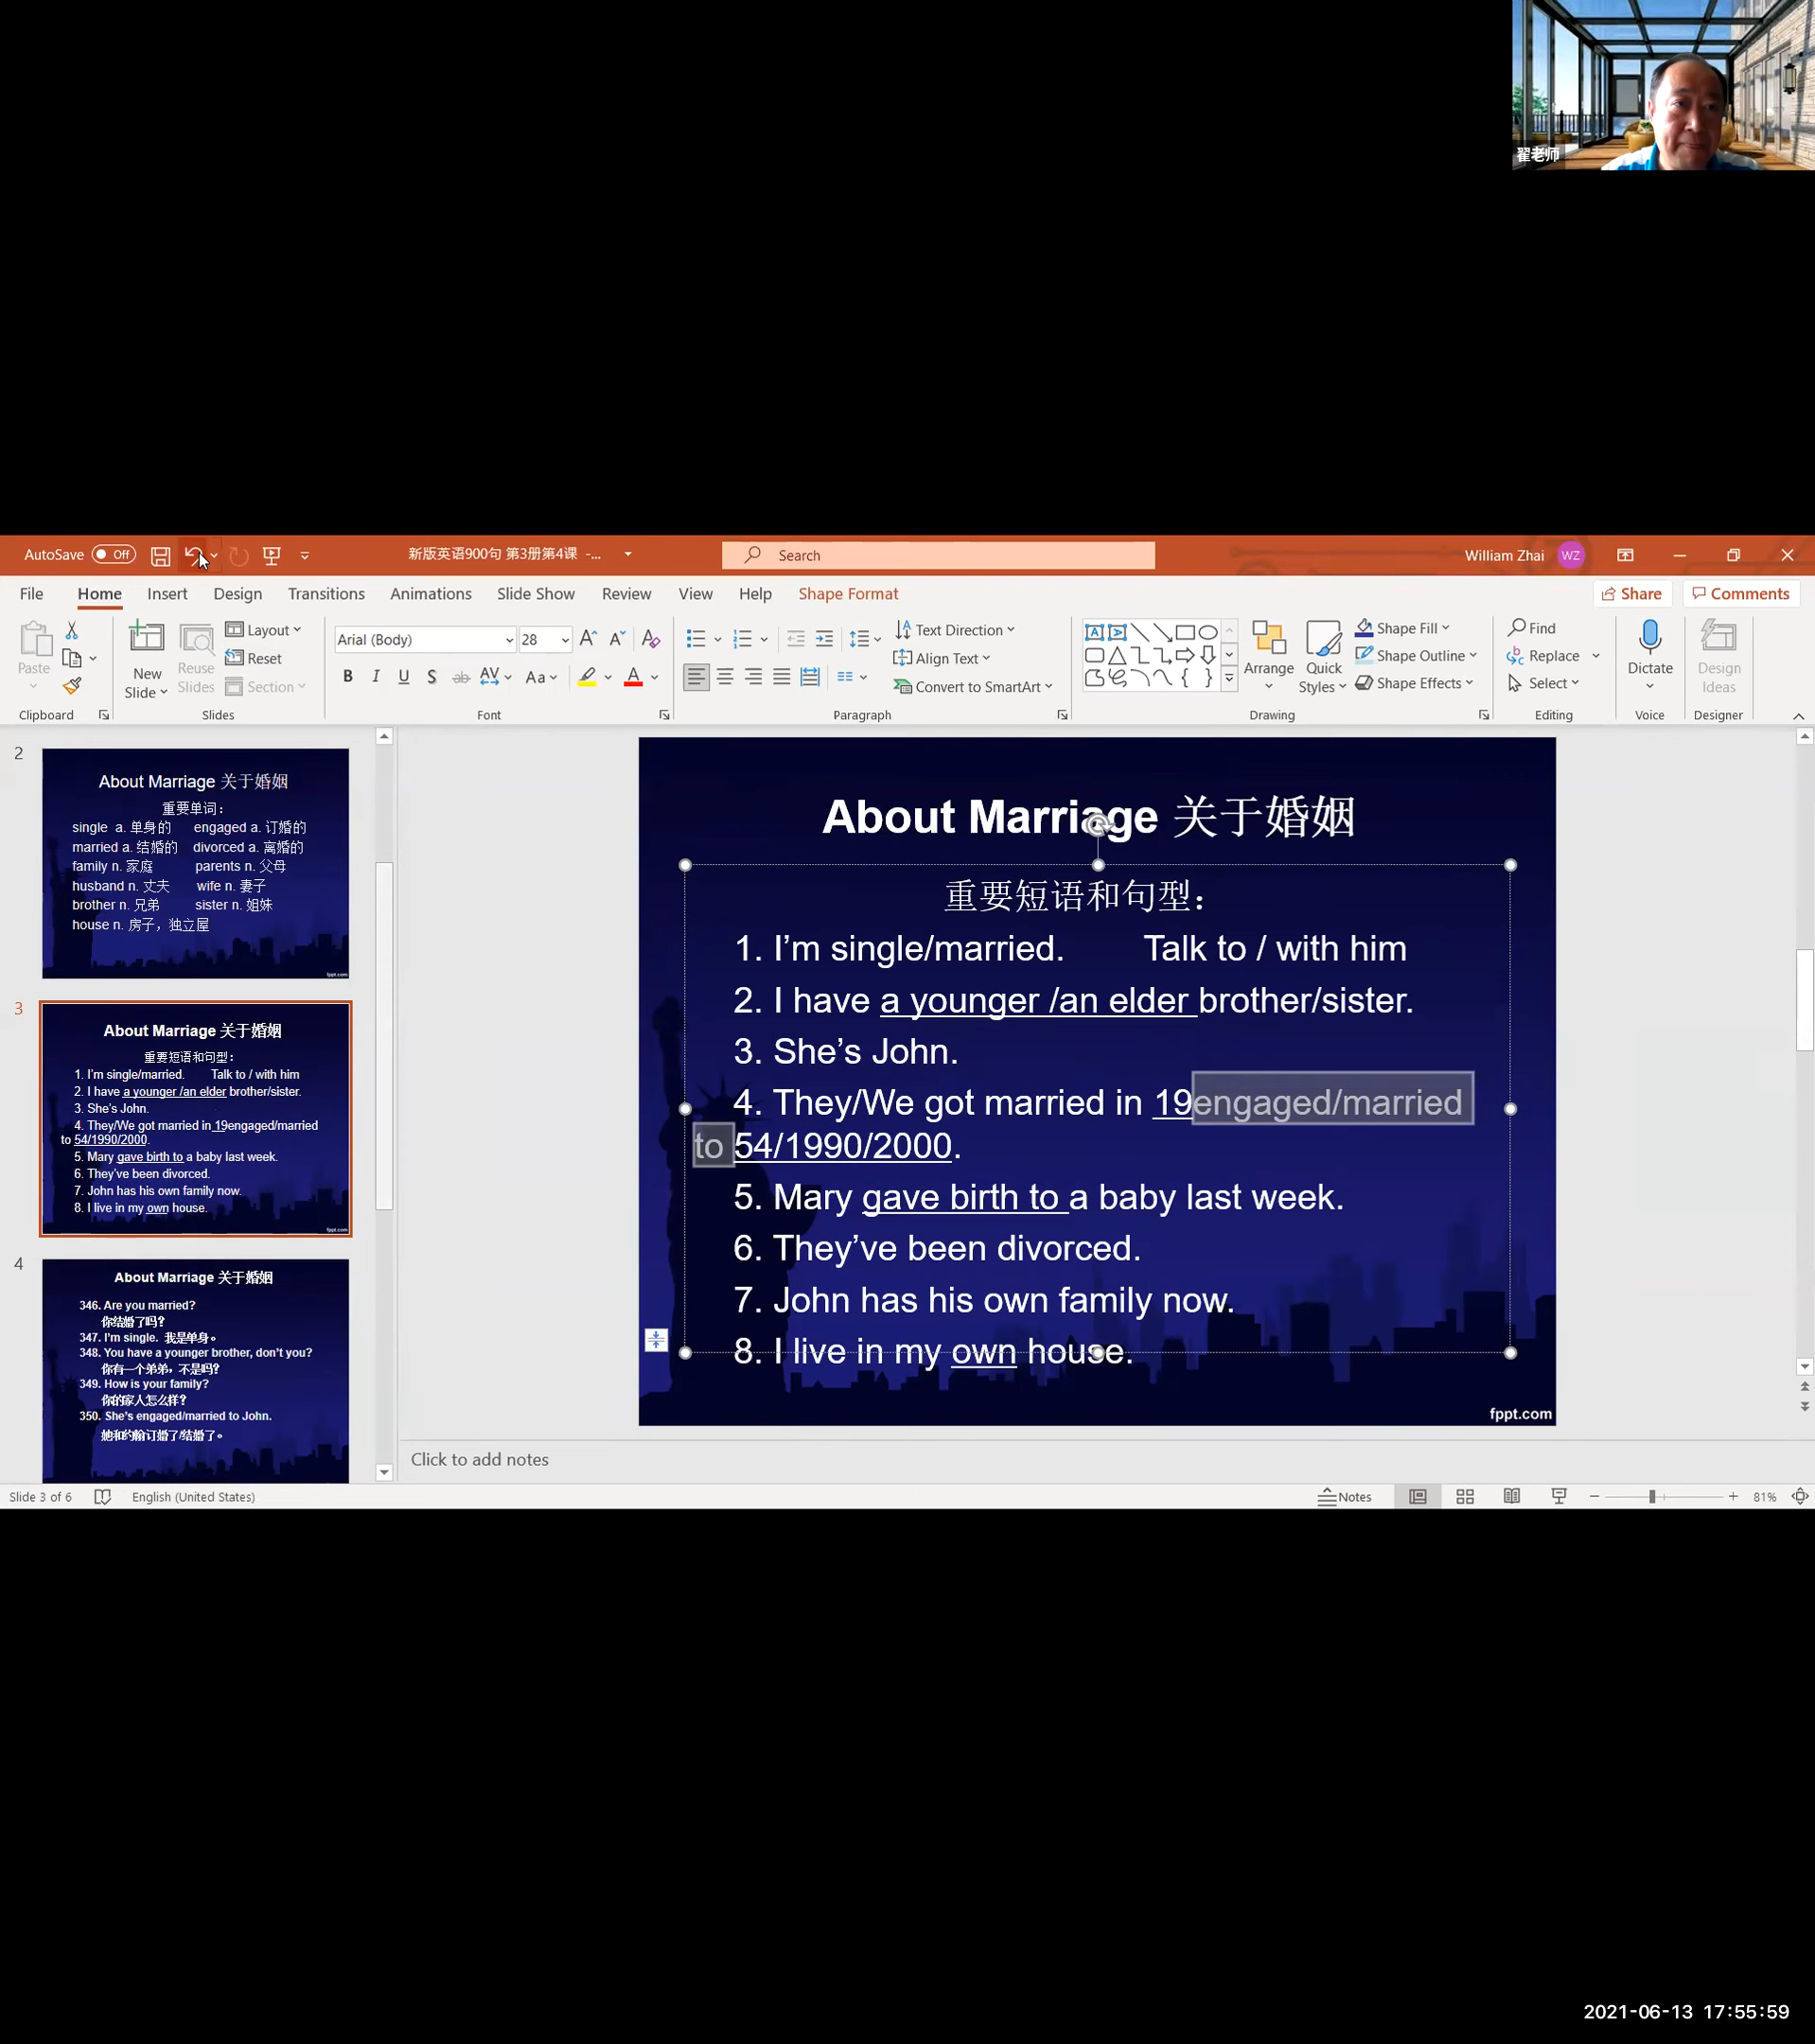 翟老师
AutoSave Off 新版英语900句 第3册第4课 -... Search William Zhai WZ
File Home Insert Design Transitions Animations Slide Show Review View Help Shape Format Share Comments
Paste
New Slide
Reuse Slides
Layout
Reset
Section
Arial (Body) 28
B I U S ab AV Aa A
Text Direction
Align Text
Convert to SmartArt
Arrange
Quick Styles
Shape Fill
Shape Outline
Shape Effects
Find
Replace
Select
Dictate
Design Ideas
Clipboard Slides Font Paragraph Drawing Editing Voice Designer
2
About Marriage 关于婚姻
重要单词：
single a. 单身的 engaged a. 订婚的
married a. 结婚的 divorced a. 离婚的
family n. 家庭 parents n. 父母
husband n. 丈夫 wife n. 妻子
brother n. 兄弟 sister n. 姐妹
house n. 房子，独立屋
fppt.com
3
About Marriage 关于婚姻
重要短语和句型：
1. I'm single/married. Talk to / with him
2. I have a younger /an elder brother/sister.
3. She's John.
4. They/We got married in 19engaged/married
to 54/1990/2000.
5. Mary gave birth to a baby last week.
6. They've been divorced.
7. John has his own family now.
8. I live in my own house.
fppt.com
4
About Marriage 关于婚姻
346. Are you married?
你结婚了吗?
347. I'm single. 我是单身。
348. You have a younger brother, don't you?
你有一个弟弟，不是吗?
349. How is your family?
你的家人怎么样?
350. She's engaged/married to John.
她和约翰订婚了/结婚了。
About Marriage 关于婚姻
重要短语和句型：
1. I’m single/married. Talk to / with him
2. I have a younger /an elder brother/sister.
3. She’s John.
4. They/We got married in 19engaged/married
to 54/1990/2000.
5. Mary gave birth to a baby last week.
6. They’ve been divorced.
7. John has his own family now.
8. I live in my own house.
fppt.com
Click to add notes
Slide 3 of 6 English (United States) Notes 81%
2021-06-13 17:55:59